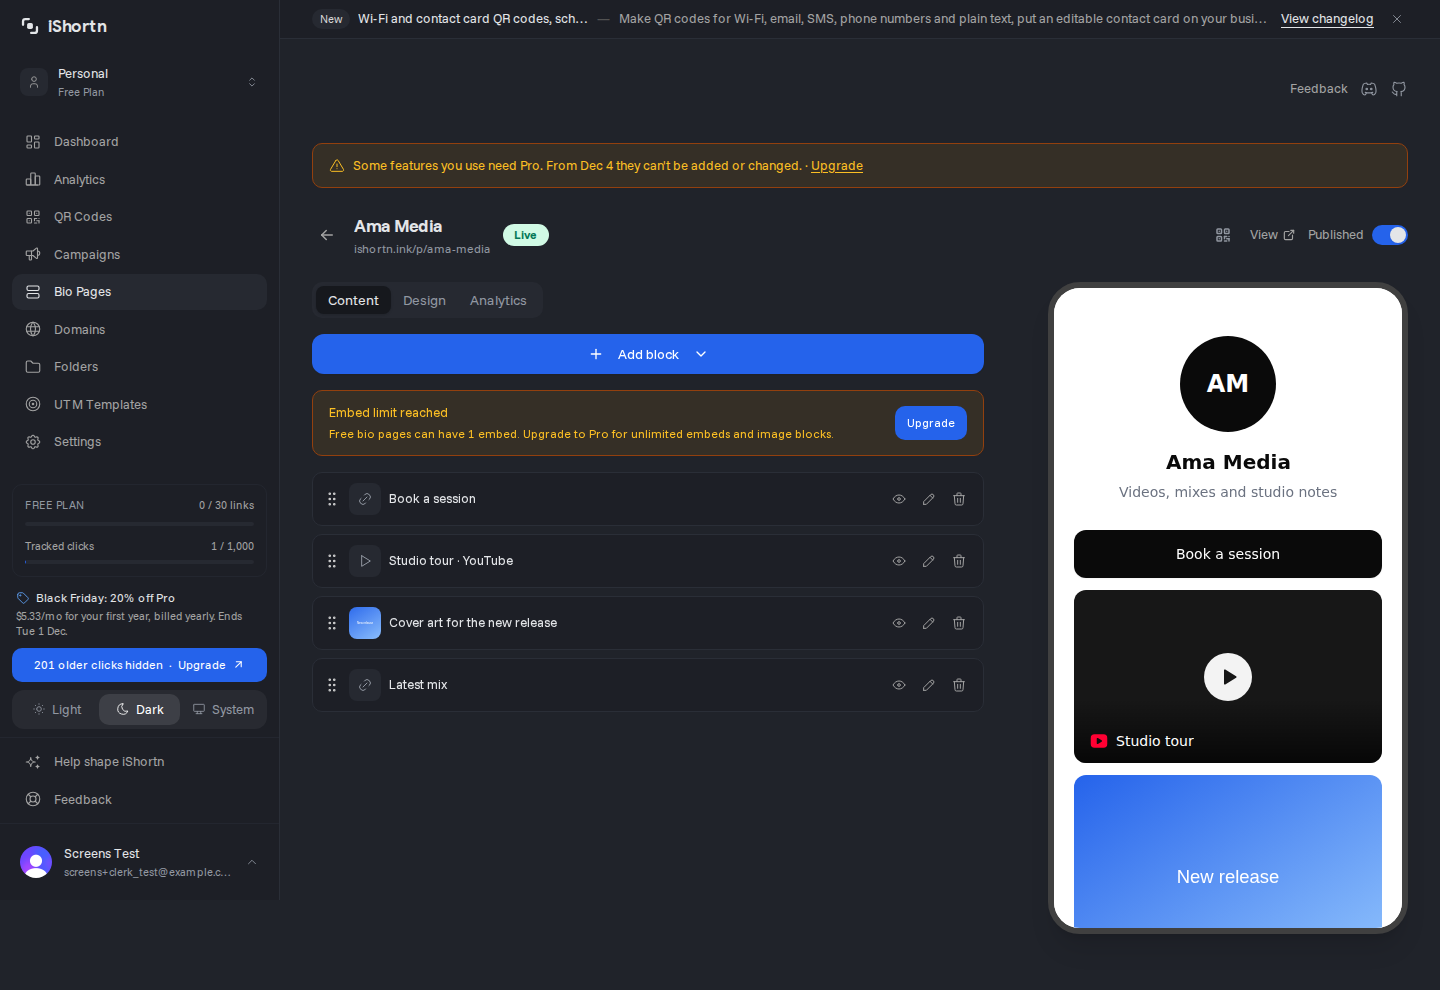 iShortn
Personal
Free Plan
Dashboard
Analytics
QR Codes
Campaigns
Bio Pages
Domains
Folders
UTM Templates
Settings
FREE PLAN 0 / 30 links
Tracked clicks 1 / 1,000
Black Friday: 20% off Pro
$5.33/mo for your first year, billed yearly. Ends
Tue 1 Dec.
201 older clicks hidden · Upgrade
Light Dark System
Help shape iShortn
Feedback
Screens Test
screens+clerk_test@example.c...
New Wi-Fi and contact card QR codes, sch... — Make QR codes for Wi-Fi, email, SMS, phone numbers and plain text, put an editable contact card on your busi... View changelog
Feedback
Some features you use need Pro. From Dec 4 they can't be added or changed. · Upgrade
Ama Media
ishortn.ink/p/ama-media
Live
View Published
Content Design Analytics
Add block
Embed limit reached
Free bio pages can have 1 embed. Upgrade to Pro for unlimited embeds and image blocks.
Upgrade
Book a session
Studio tour · YouTube
Cover art for the new release
Latest mix
AM
Ama Media
Videos, mixes and studio notes
Book a session
Studio tour
New release